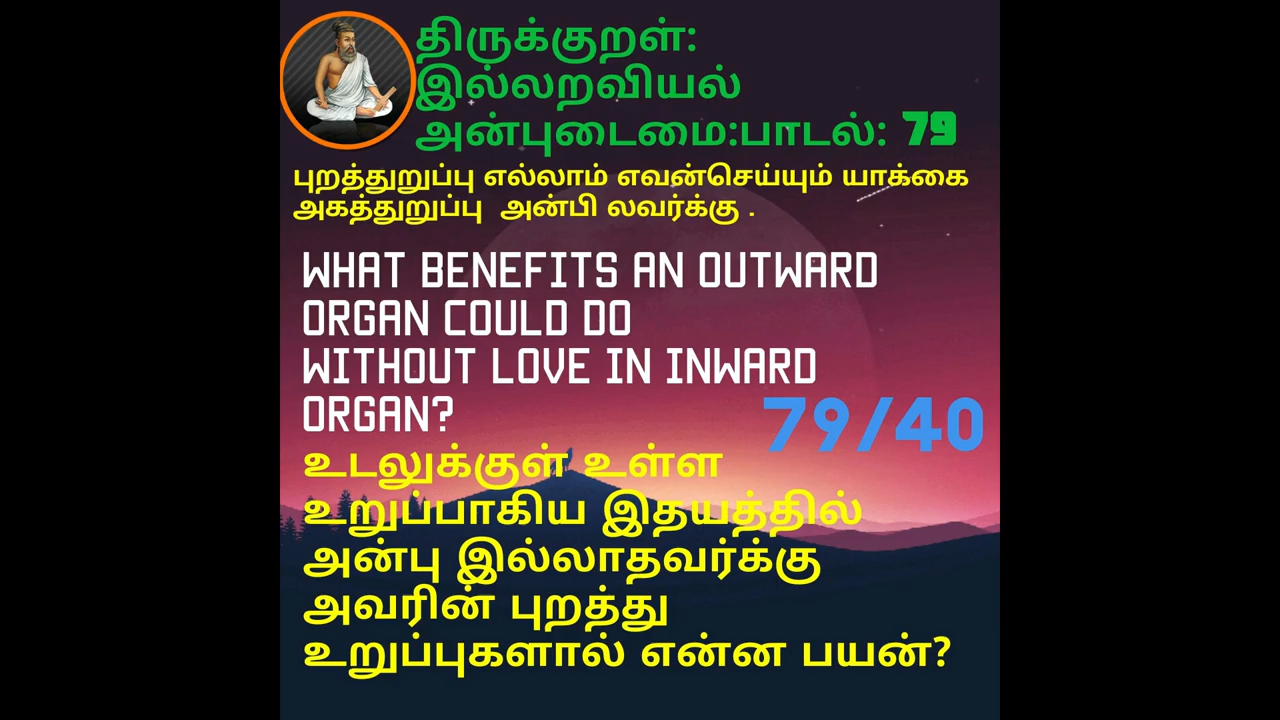 திருக்குறள்:
இல்லறவியல்
அன்புடைமை:பாடல்: 79
புறத்துறுப்பு எல்லாம் எவன்செய்யும் யாக்கை
அகத்துறுப்பு அன்பி லவர்க்கு .
WHAT BENEFITS AN OUTWARD
ORGAN COULD DO
WITHOUT LOVE IN INWARD
ORGAN?
79/40
உடலுக்குள் உள்ள
உறுப்பாகிய இதயத்தில்
அன்பு இல்லாதவர்க்கு
அவரின் புறத்து
உறுப்புகளால் என்ன பயன்?